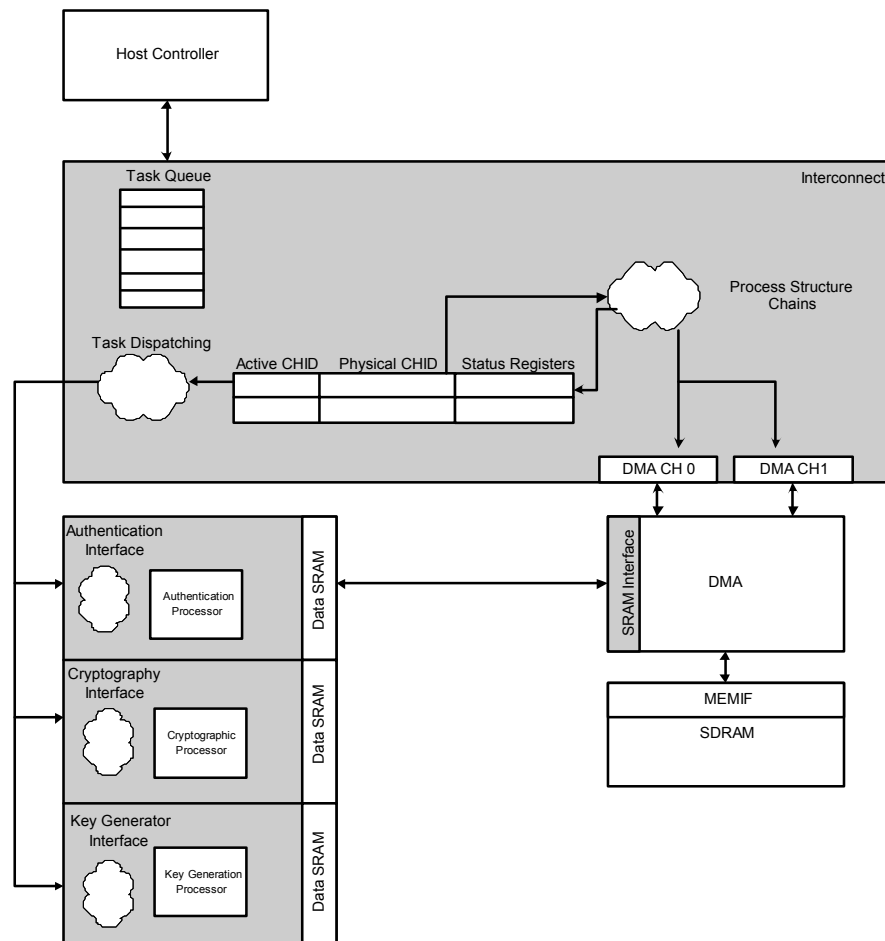 Host Controller
Task Queue
Interconnect
Process Structure
Chains
Task Dispatching
Active CHID
Physical CHID
Status Registers
DMA CH 0
DMA CH1
Authentication
Interface
Authentication
Processor
Data SRAM
SRAM Interface
DMA
Cryptography
Interface
Cryptographic
Processor
Data SRAM
MEMIF
SDRAM
Key Generator
Interface
Key Generation
Processor
Data SRAM